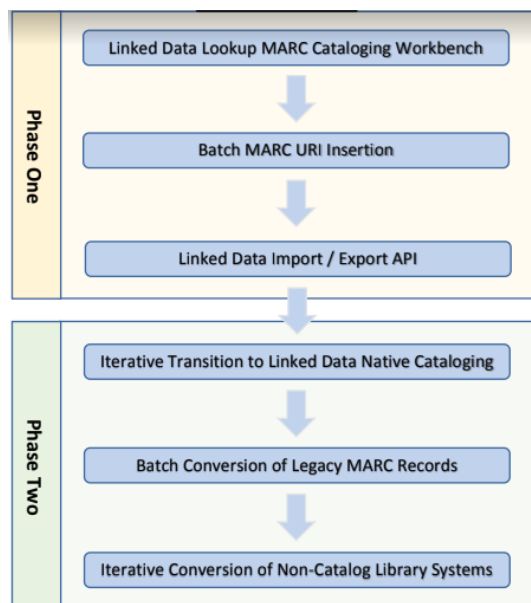 Phase One
Linked Data Lookup MARC Cataloging Workbench
Batch MARC URI Insertion
Linked Data Import / Export API
Phase Two
Iterative Transition to Linked Data Native Cataloging
Batch Conversion of Legacy MARC Records
Iterative Conversion of Non-Catalog Library Systems